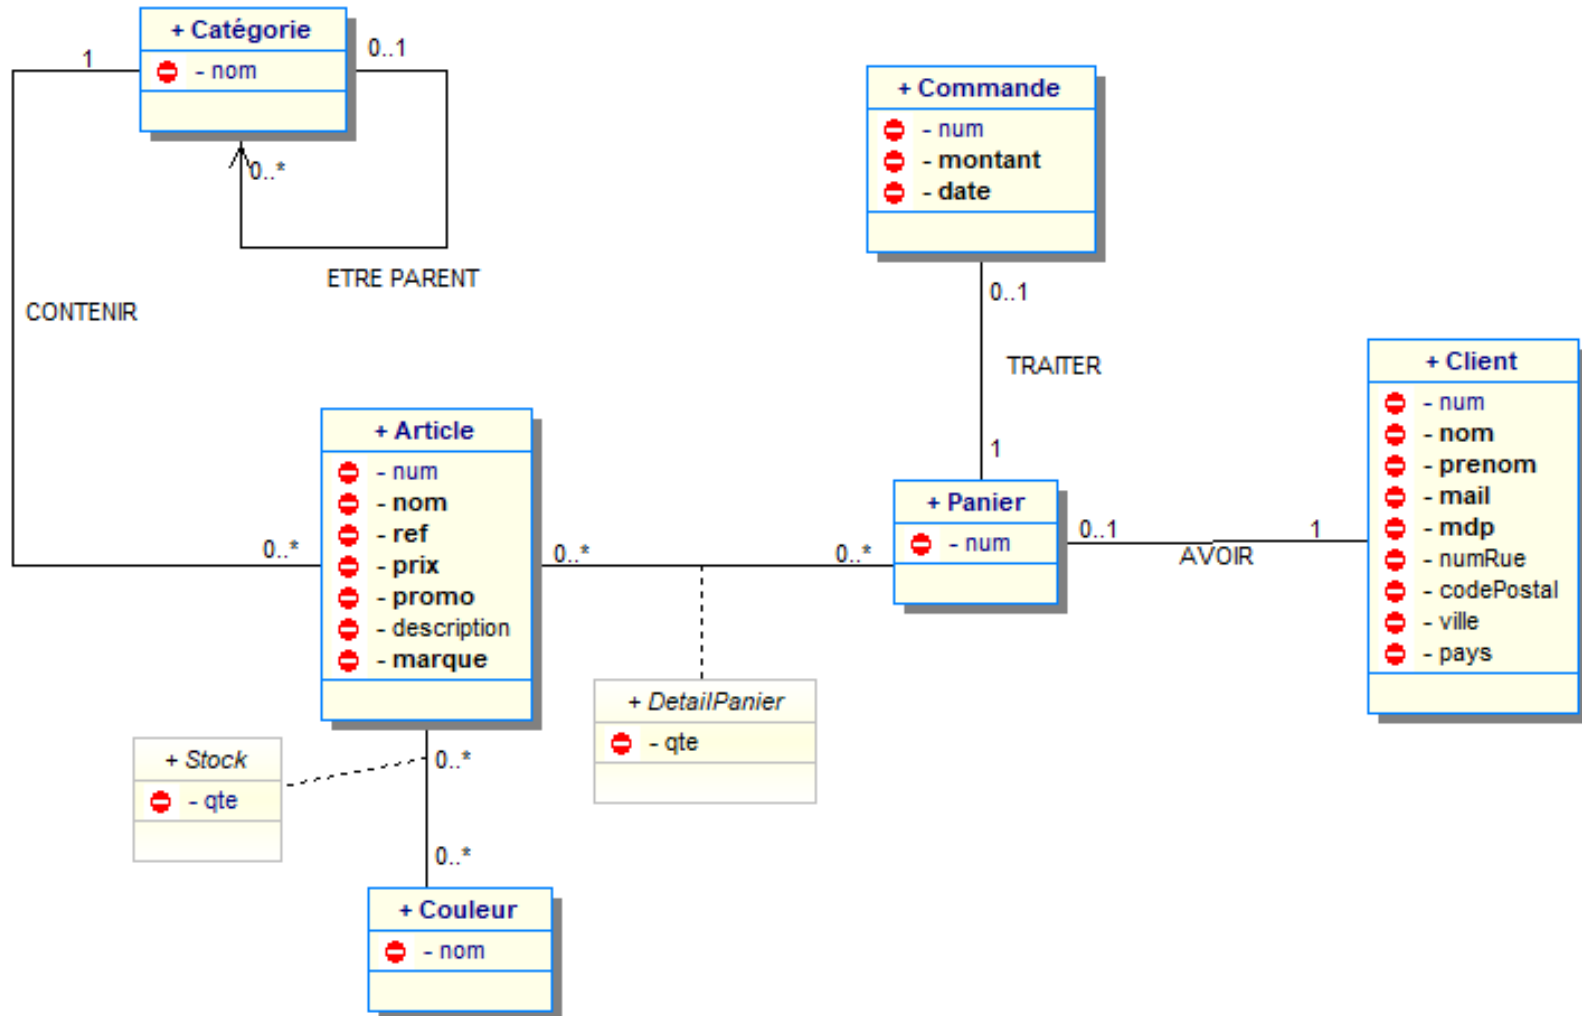 + Catégorie
- nom
1
0..1
0..*
ETRE PARENT
CONTENIR
+ Commande
- num
- montant
- date
0..1
TRAITER
1
+ Client
- num
- nom
- prenom
- mail
- mdp
- numRue
- codePostal
- ville
- pays
+ Article
- num
- nom
- ref
- prix
- promo
- description
- marque
0..*
0..*
0..*
+ Panier
- num
0..1
AVOIR
1
+ DetailPanier
- qte
+ Stock
- qte
0..*
0..*
+ Couleur
- nom